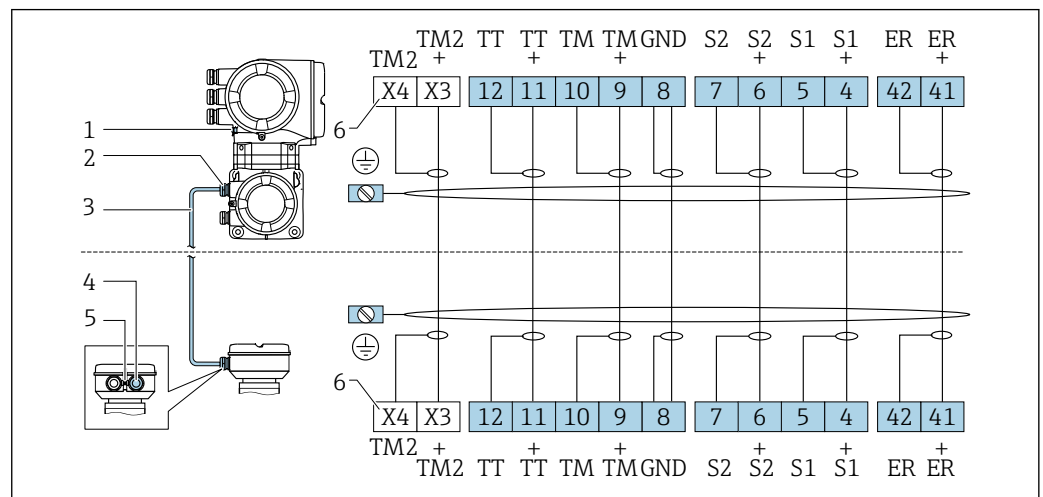 TM2 TT TT TM TM GND S2 S2 S1 S1 ER ER
TM2 + + + + + +
X4 X3 12 11 10 9 8 7 6 5 4 42 41
1
6
2
3
4
5
6
X4 X3 12 11 10 9 8 7 6 5 4 42 41
TM2 + + + + + +
TM2 TT TT TM TM GND S2 S2 S1 S1 ER ER